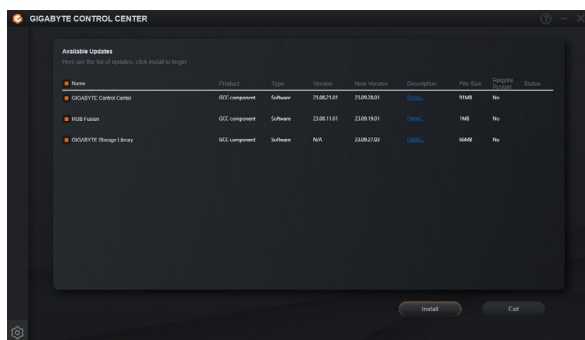 GIGABYTE CONTROL CENTER
Available Updates
Here are the list of updates, click install to begin.
Name Product Type Version New Version Description File Size Require Restart Status
GIGABYTE Control Center GCC component Software 23.08.21.01 23.09.28.01 Detail... 91MB No
RGB Fusion GCC component Software 23.08.11.01 23.09.19.01 Detail... 1MB No
GIGABYTE Storage Library GCC component Software N/A 23.09.27.03 Detail... 66MB No
Install Exit